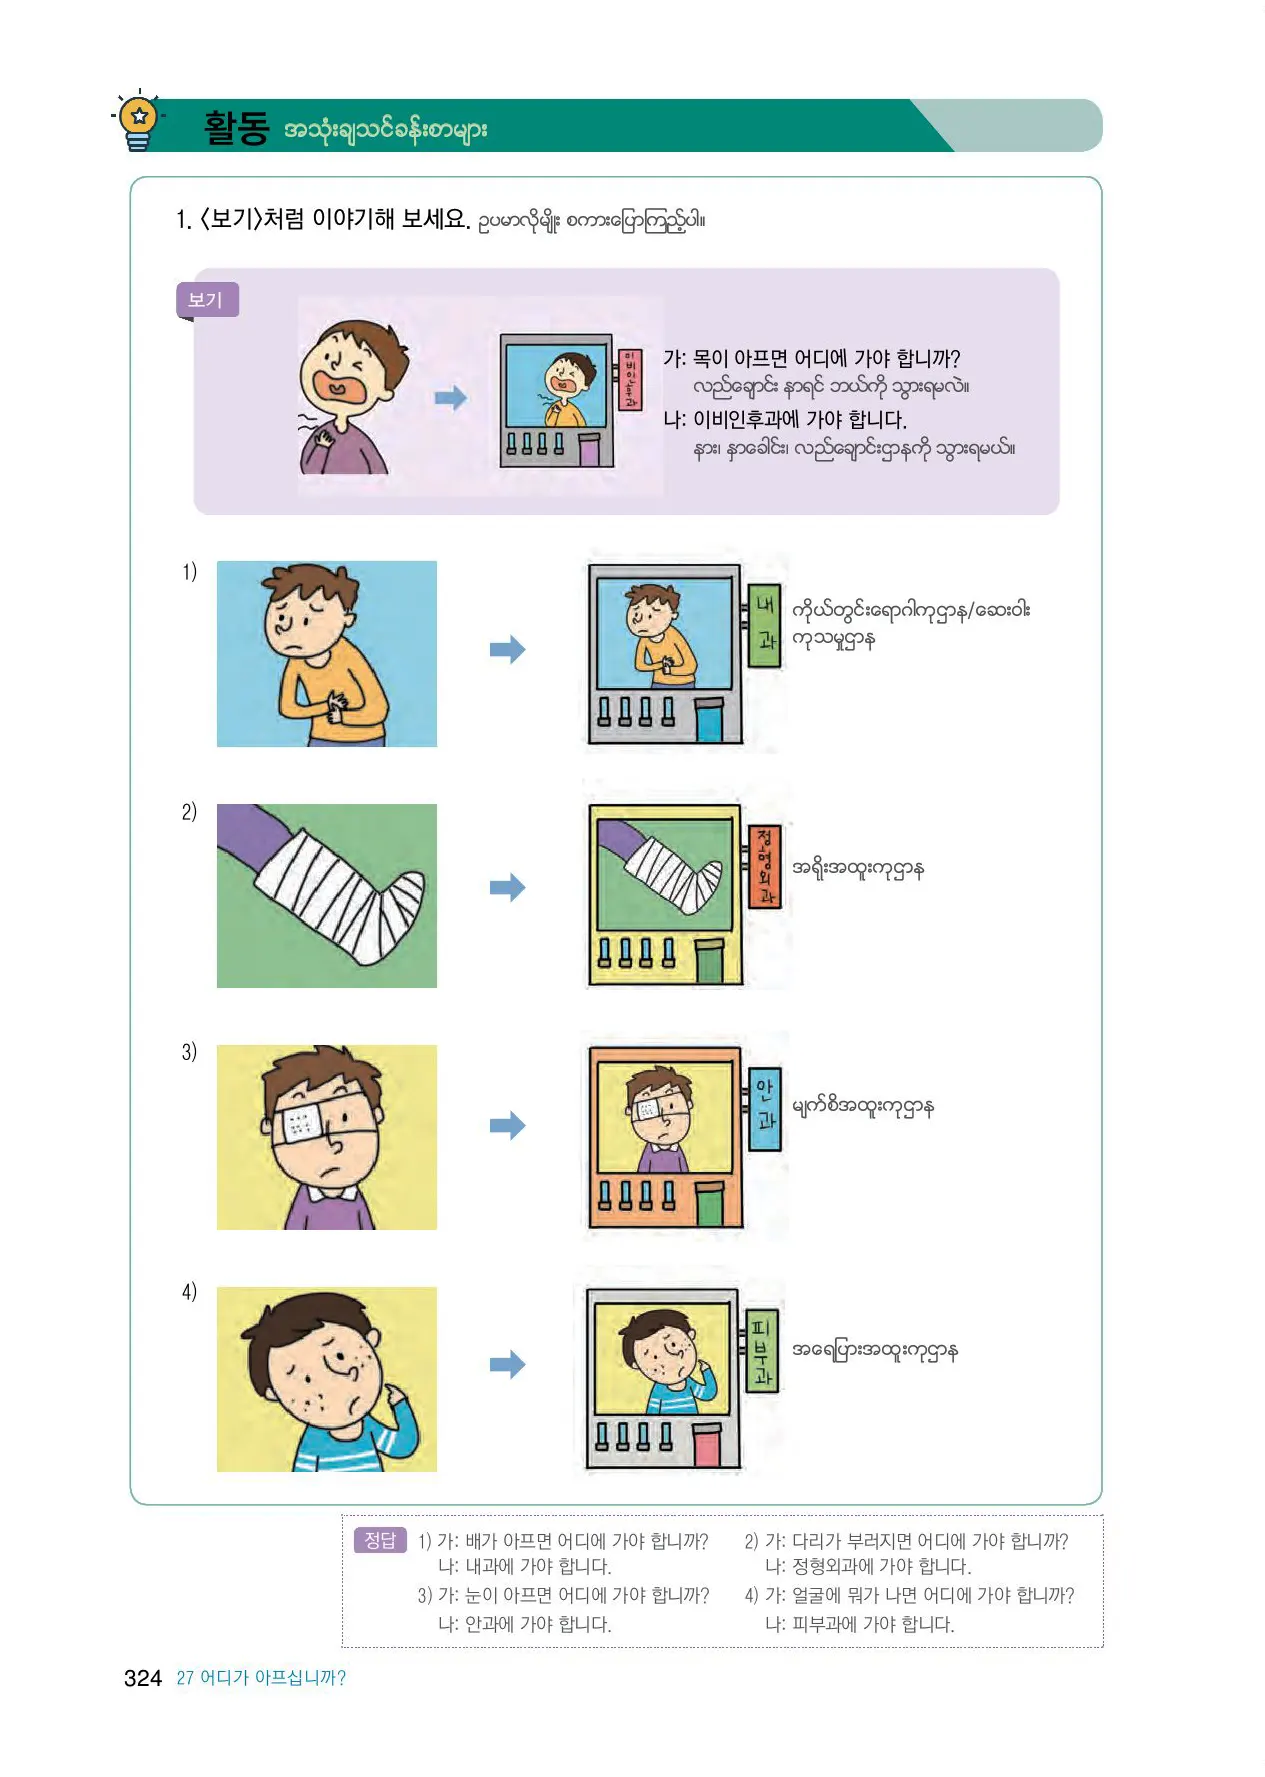 활동 အသုံးချသင်ခန်းစာများ
1. 〈보기〉처럼 이야기해 보세요. ဥပမာလိုမျိုး စကားပြောကြည့်ပါ။
보기
이비인후과
가: 목이 아프면 어디에 가야 합니까?
လည်ချောင်း နာရင် ဘယ်ကို သွားရမလဲ။
나: 이비인후과에 가야 합니다.
နား၊ နှာခေါင်း၊ လည်ချောင်းဌာနကို သွားရမယ်။
1)
내과
ကိုယ်တွင်းရောဂါကုဌာန/ဆေးဝါး
ကုသမှုဌာန
2)
정형외과
အရိုးအထူးကုဌာန
3)
안과
မျက်စိအထူးကုဌာန
4)
피부과
အရေပြားအထူးကုဌာန
정답
1) 가: 배가 아프면 어디에 가야 합니까?
나: 내과에 가야 합니다.
2) 가: 다리가 부러지면 어디에 가야 합니까?
나: 정형외과에 가야 합니다.
3) 가: 눈이 아프면 어디에 가야 합니까?
나: 안과에 가야 합니다.
4) 가: 얼굴에 뭐가 나면 어디에 가야 합니까?
나: 피부과에 가야 합니다.
324 27 어디가 아프십니까?